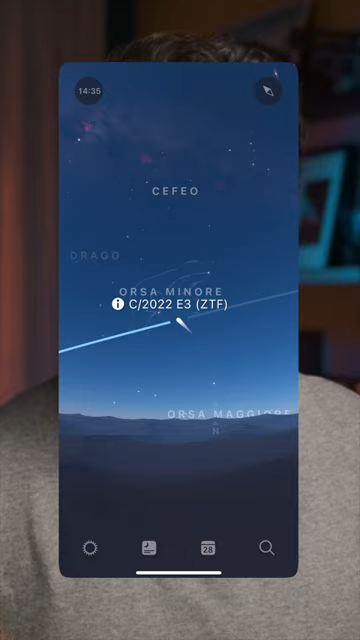 14:35
CEFEO
DRAGO
ORSA MINORE
C/2022 E3 (ZTF)
ORSA MAGGIORE
N
28